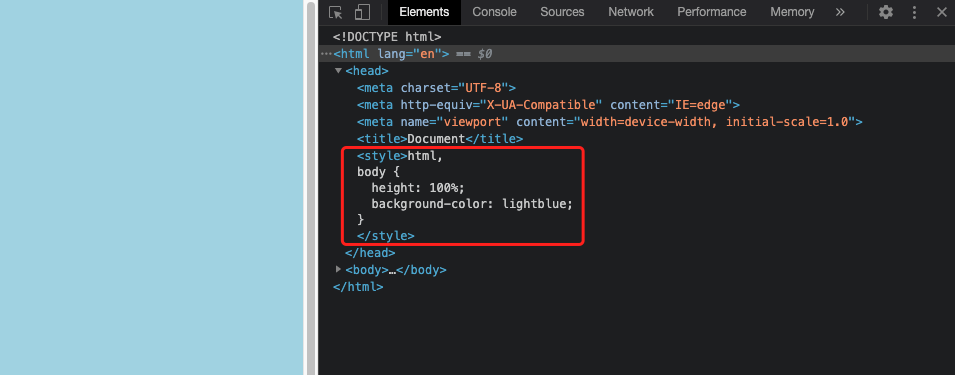 Elements Console Sources Network Performance Memory »
<!DOCTYPE html>
…<html lang="en"> == $0
<head>
<meta charset="UTF-8">
<meta http-equiv="X-UA-Compatible" content="IE=edge">
<meta name="viewport" content="width=device-width, initial-scale=1.0">
<title>Document</title>
<style>html,
body {
height: 100%;
background-color: lightblue;
}
</style>
</head>
<body>…</body>
</html>